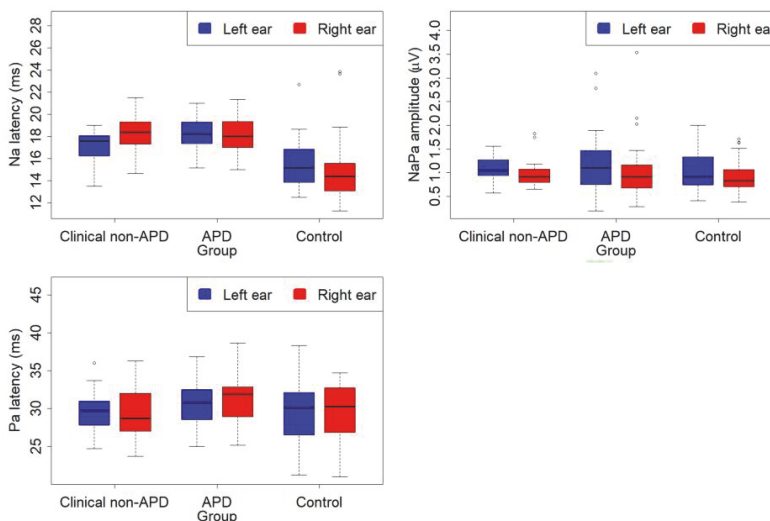 Left ear Right ear
Na latency (ms)
28
26
24
22
20
18
16
14
12
Clinical non-APD APD Control
Group
Left ear Right ear
NaPa amplitude (μV)
4.0
3.5
3.0
2.5
2.0
1.5
1.0
0.5
Clinical non-APD APD Control
Group
Left ear Right ear
Pa latency (ms)
45
40
35
30
25
Clinical non-APD APD Control
Group